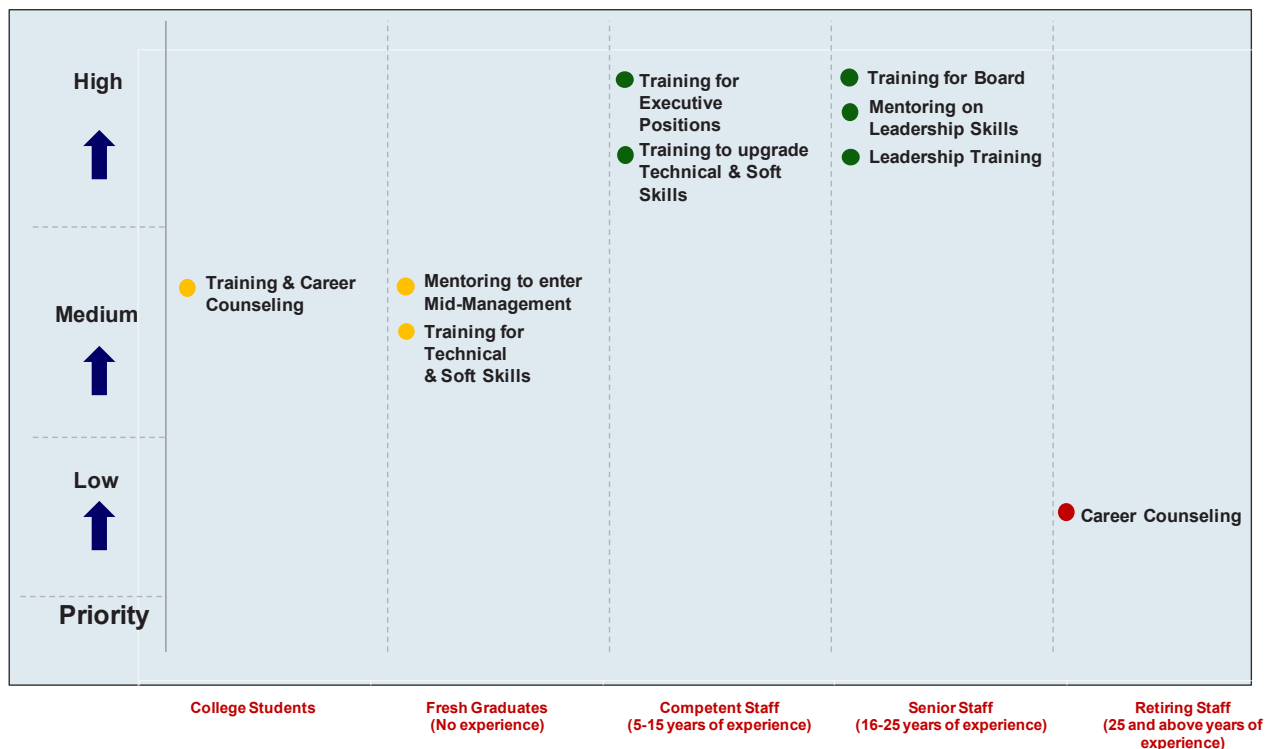 High
Training for
Executive
Positions
Training to upgrade
Technical & Soft
Skills
Training for Board
Mentoring on
Leadership Skills
Leadership Training
Medium
Training & Career
Counseling
Mentoring to enter
Mid-Management
Training for
Technical
& Soft Skills
Low
Career Counseling
Priority
College Students
Fresh Graduates
(No experience)
Competent Staff
(5-15 years of experience)
Senior Staff
(16-25 years of experience)
Retiring Staff
(25 and above years of
experience)